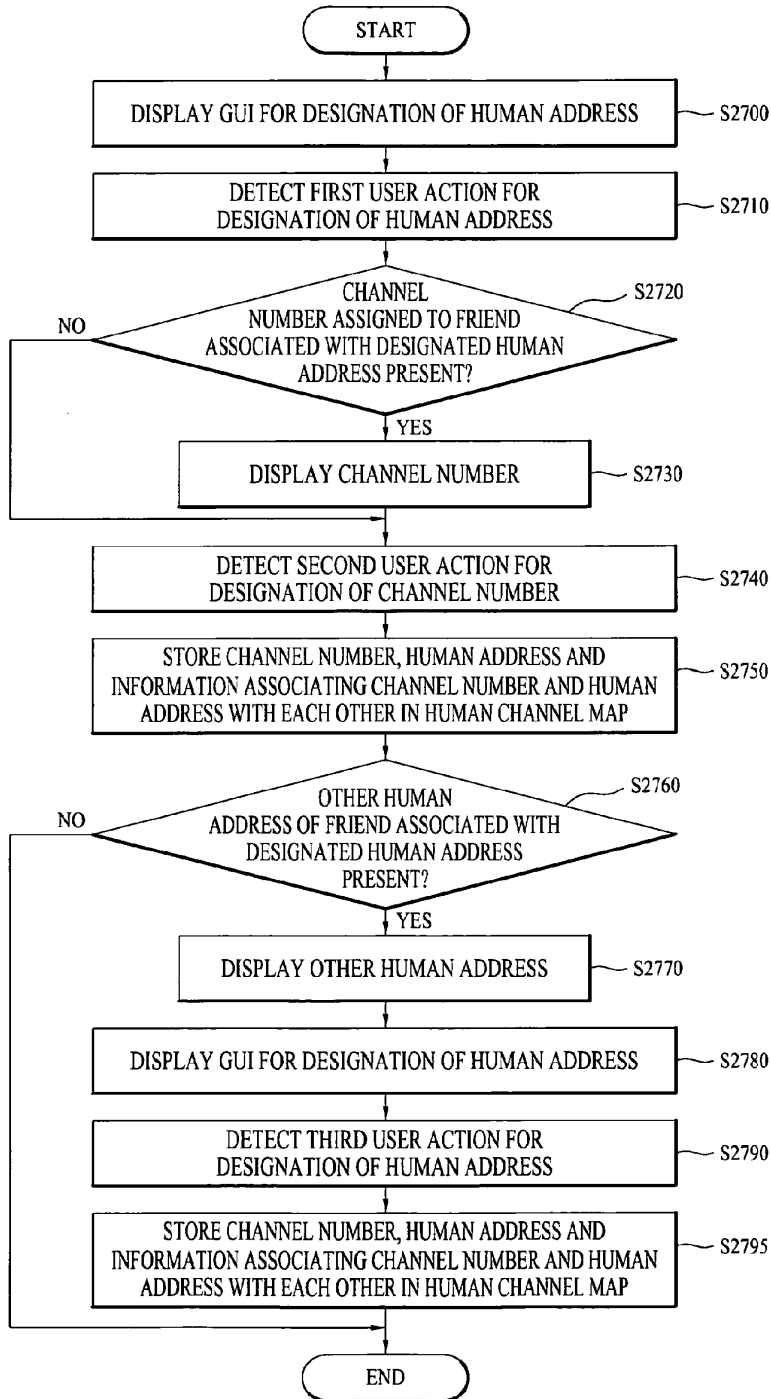 START
DISPLAY GUI FOR DESIGNATION OF HUMAN ADDRESS
S2700
DETECT FIRST USER ACTION FOR
DESIGNATION OF HUMAN ADDRESS
S2710
CHANNEL
NUMBER ASSIGNED TO FRIEND
ASSOCIATED WITH DESIGNATED HUMAN
ADDRESS PRESENT?
S2720
NO
YES
DISPLAY CHANNEL NUMBER
S2730
DETECT SECOND USER ACTION FOR
DESIGNATION OF CHANNEL NUMBER
S2740
STORE CHANNEL NUMBER, HUMAN ADDRESS AND
INFORMATION ASSOCIATING CHANNEL NUMBER AND HUMAN
ADDRESS WITH EACH OTHER IN HUMAN CHANNEL MAP
S2750
OTHER HUMAN
ADDRESS OF FRIEND ASSOCIATED WITH
DESIGNATED HUMAN ADDRESS
PRESENT?
S2760
NO
YES
DISPLAY OTHER HUMAN ADDRESS
S2770
DISPLAY GUI FOR DESIGNATION OF HUMAN ADDRESS
S2780
DETECT THIRD USER ACTION FOR
DESIGNATION OF HUMAN ADDRESS
S2790
STORE CHANNEL NUMBER, HUMAN ADDRESS AND
INFORMATION ASSOCIATING CHANNEL NUMBER AND HUMAN
ADDRESS WITH EACH OTHER IN HUMAN CHANNEL MAP
S2795
END